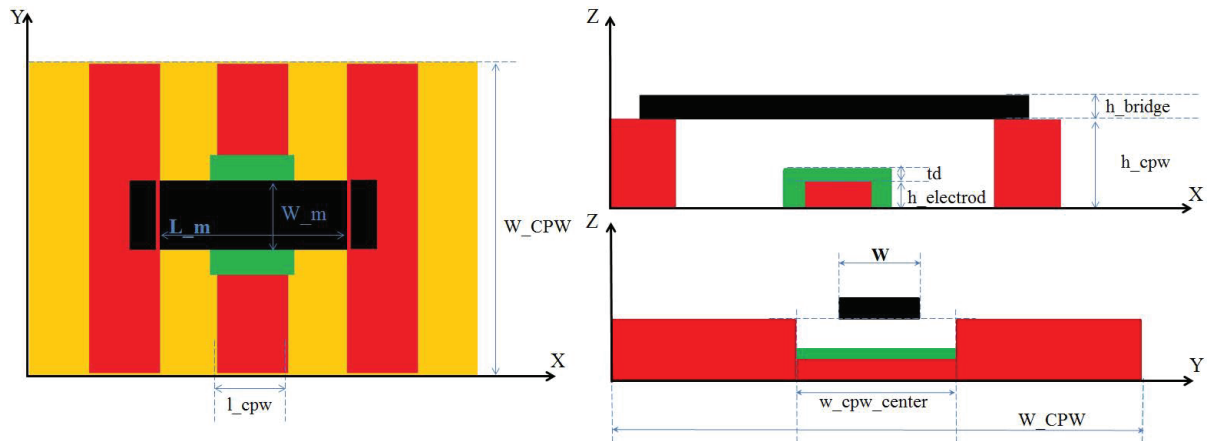 Y
L_m
W_m
W_CPW
X
l_cpw
Z
h_bridge
h_cpw
td
h_electrod
X
Z
W
Y
w_cpw_center
W_CPW